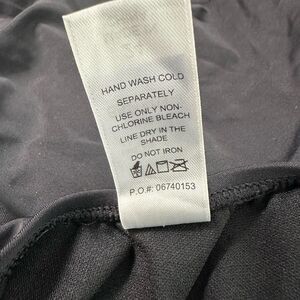 HAND WASH COLD
SEPARATELY
USE ONLY NON-
CHLORINE BLEACH
LINE DRY IN THE
SHADE
DO NOT IRON
P.O.#: 06740153